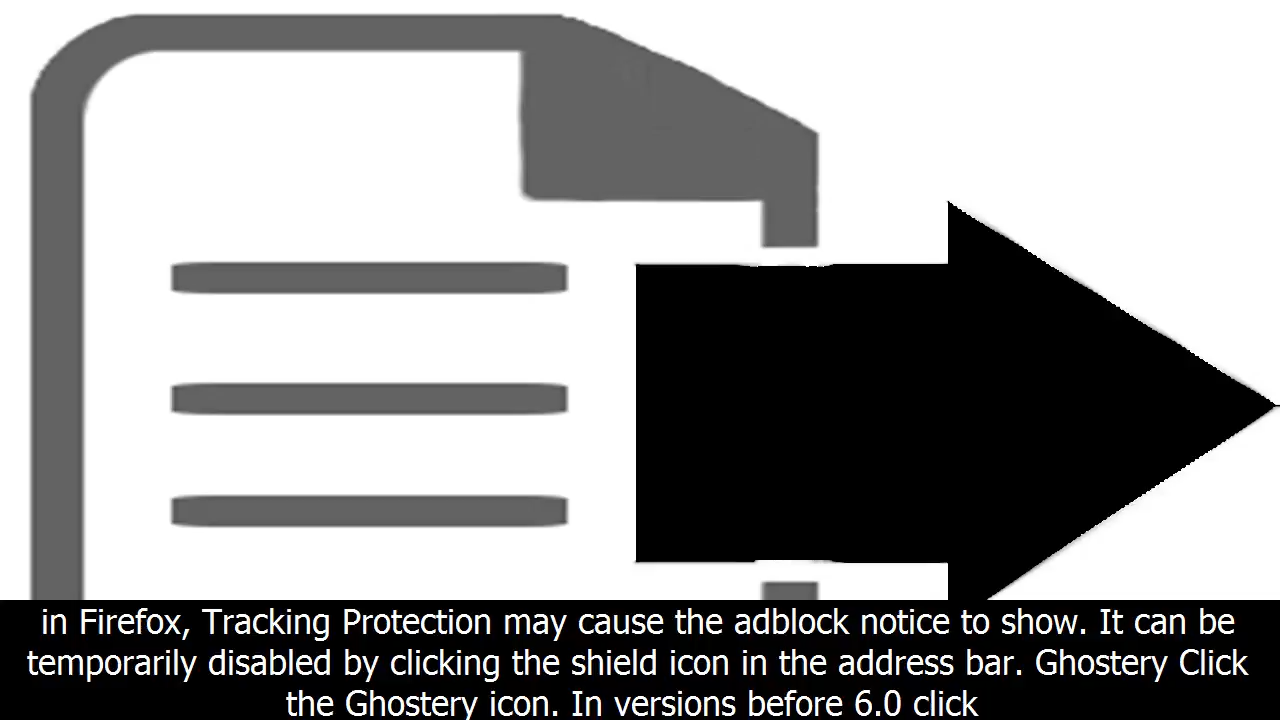 in Firefox, Tracking Protection may cause the adblock notice to show. It can be
temporarily disabled by clicking the shield icon in the address bar. Ghostery Click
the Ghostery icon. In versions before 6.0 click